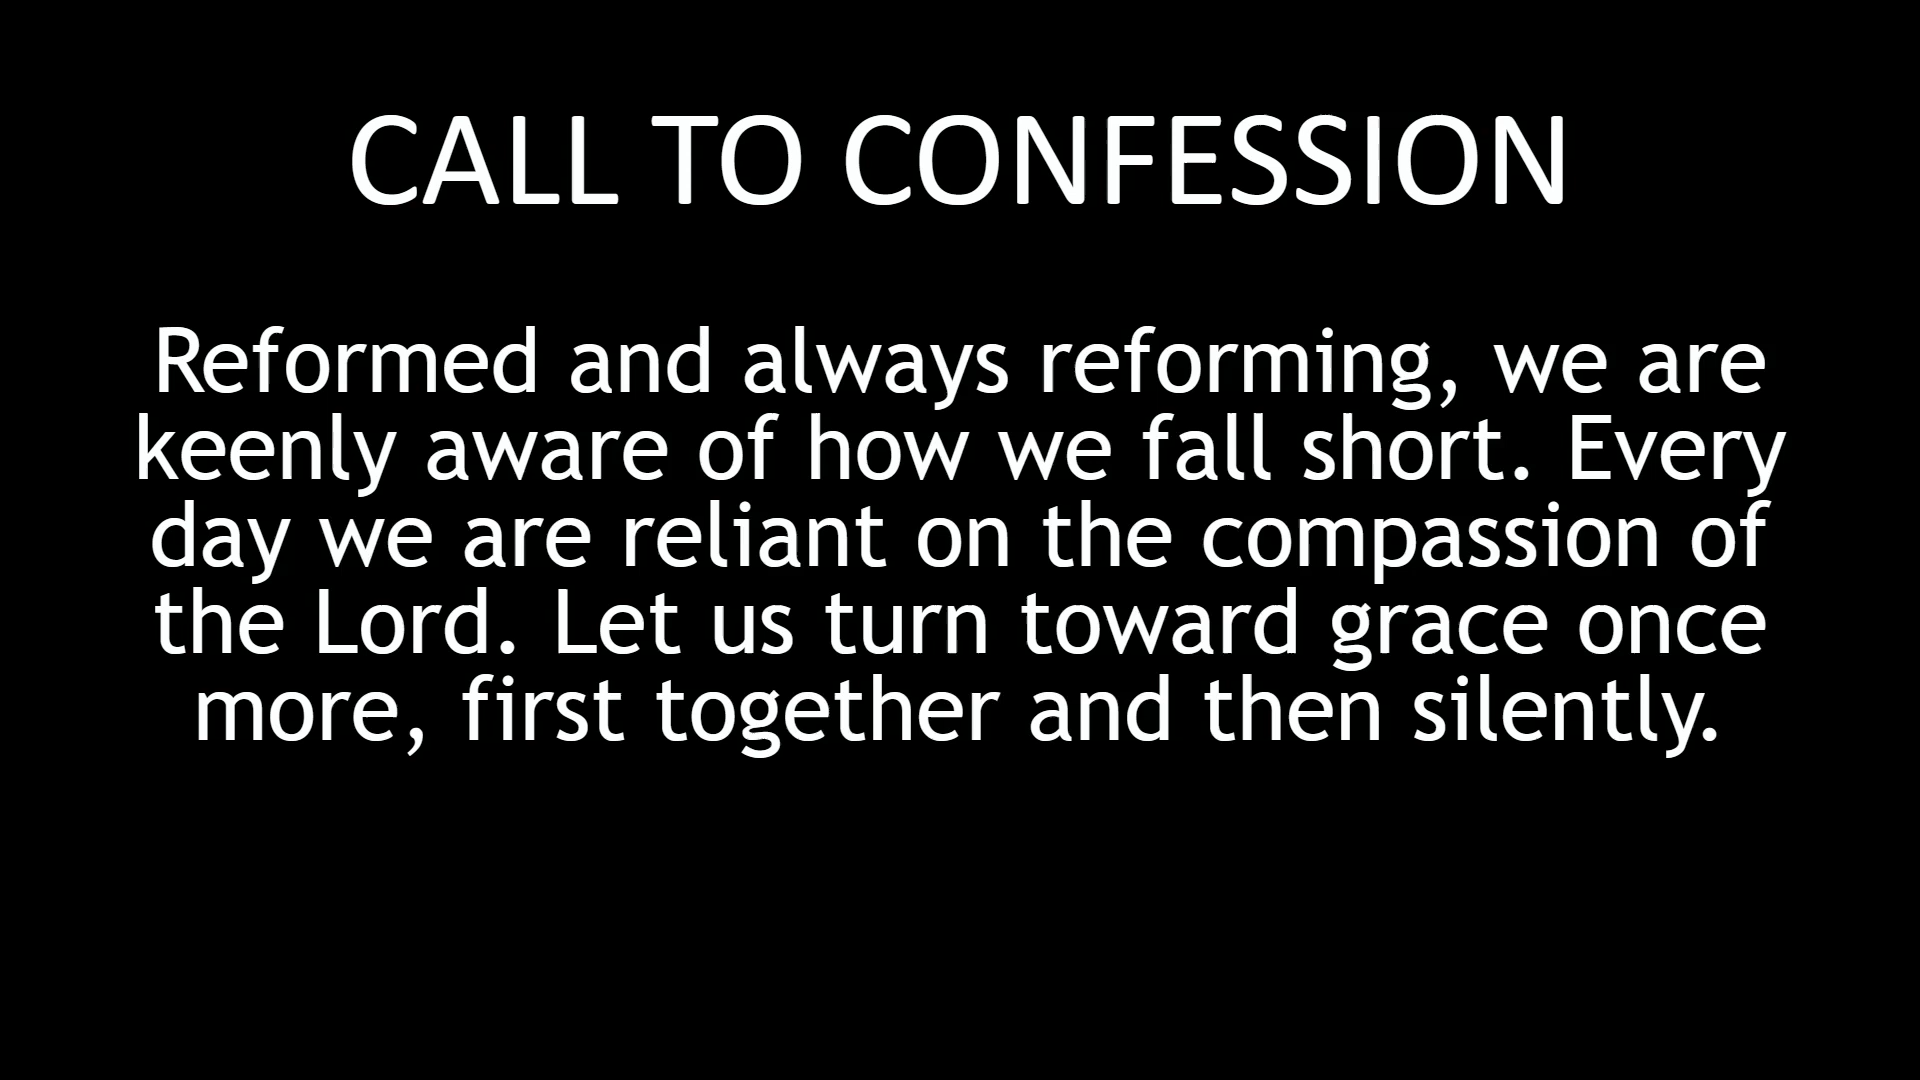 CALL TO CONFESSION
Reformed and always reforming, we are
keenly aware of how we fall short. Every
day we are reliant on the compassion of
the Lord. Let us turn toward grace once
more, first together and then silently.